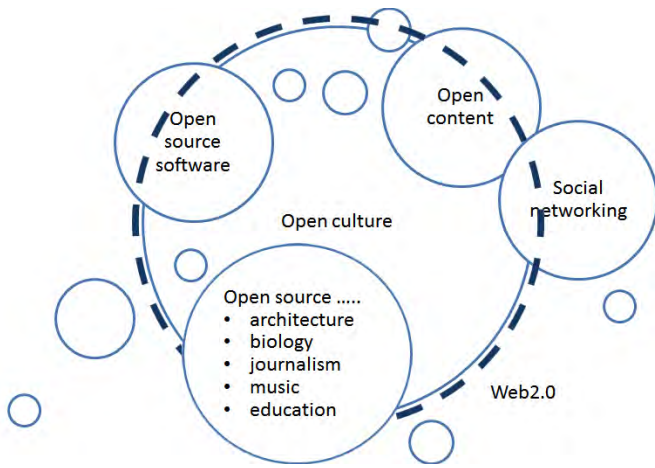 Open
source
software
Open
content
Social
networking
Open culture
Open source .....
• architecture
• biology
• journalism
• music
• education
Web2.0